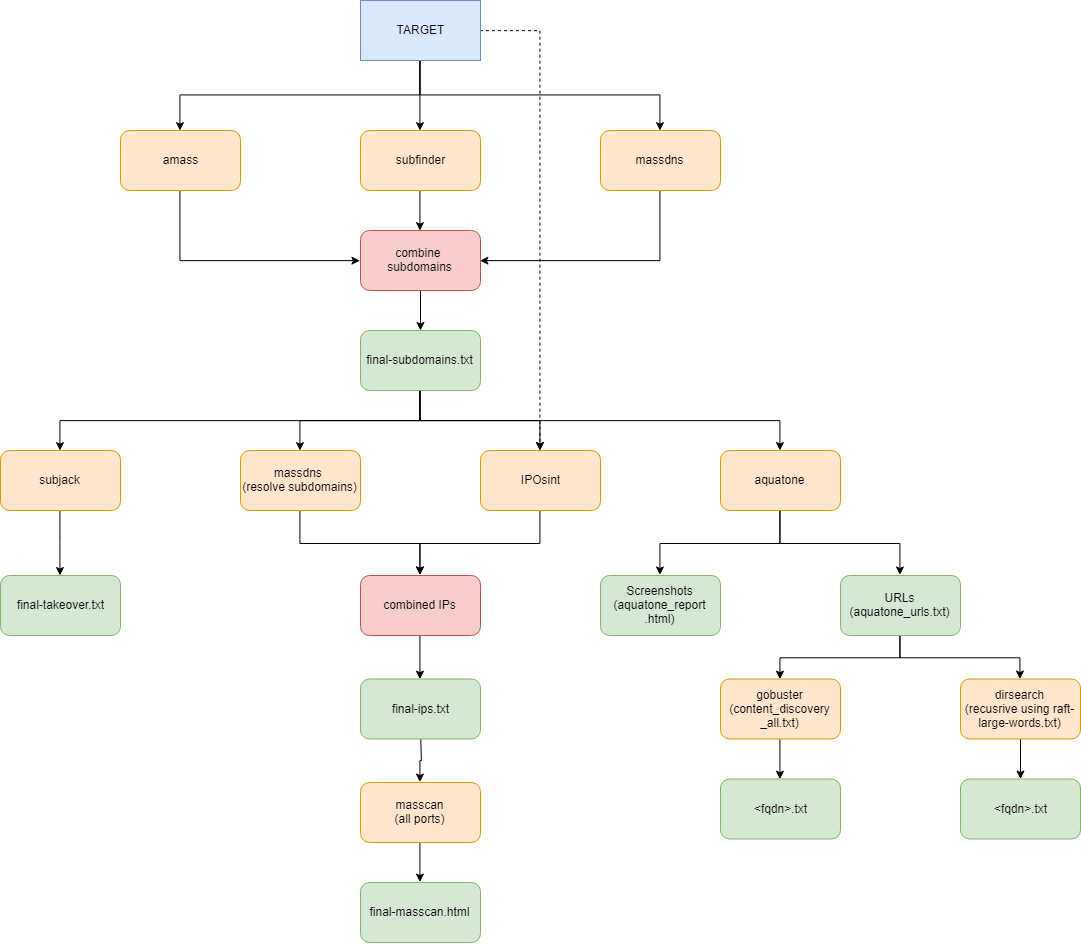 TARGET
amass
subfinder
massdns
combine
subdomains
final-subdomains.txt
subjack
massdns
(resolve subdomains)
IPOsint
aquatone
final-takeover.txt
combined IPs
Screenshots
(aquatone_report
.html)
URLs
(aquatone_urls.txt)
final-ips.txt
gobuster
(content_discovery
_all.txt)
dirsearch
(recusrive using raft-
large-words.txt)
masscan
(all ports)
<fqdn>.txt
<fqdn>.txt
final-masscan.html